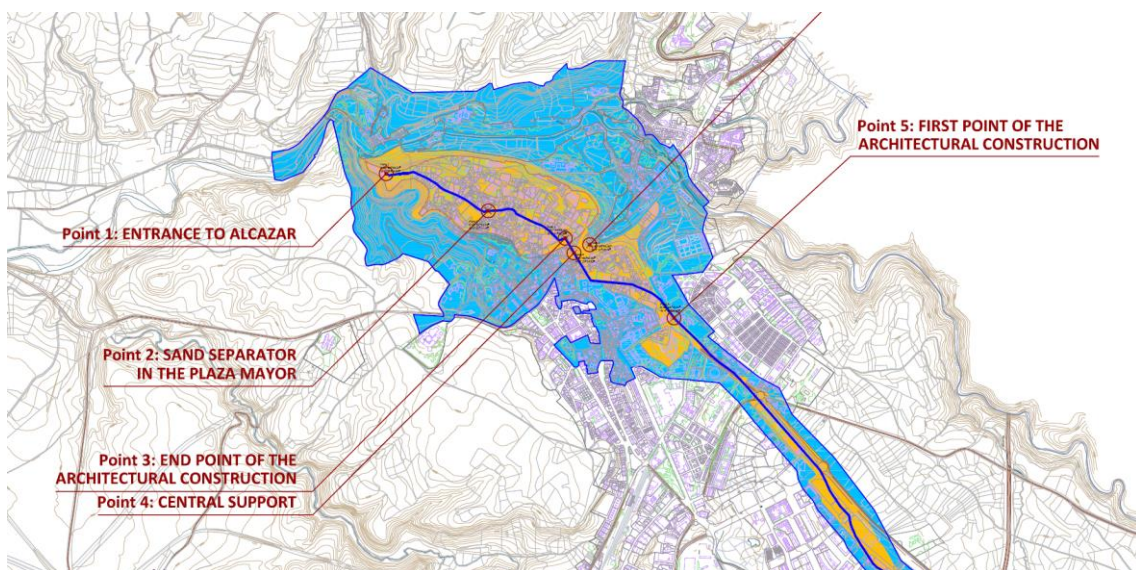 Point 5: FIRST POINT OF THE
ARCHITECTURAL CONSTRUCTION
Point 1: ENTRANCE TO ALCAZAR
Point 2: SAND SEPARATOR
IN THE PLAZA MAYOR
Point 3: END POINT OF THE
ARCHITECTURAL CONSTRUCTION
Point 4: CENTRAL SUPPORT